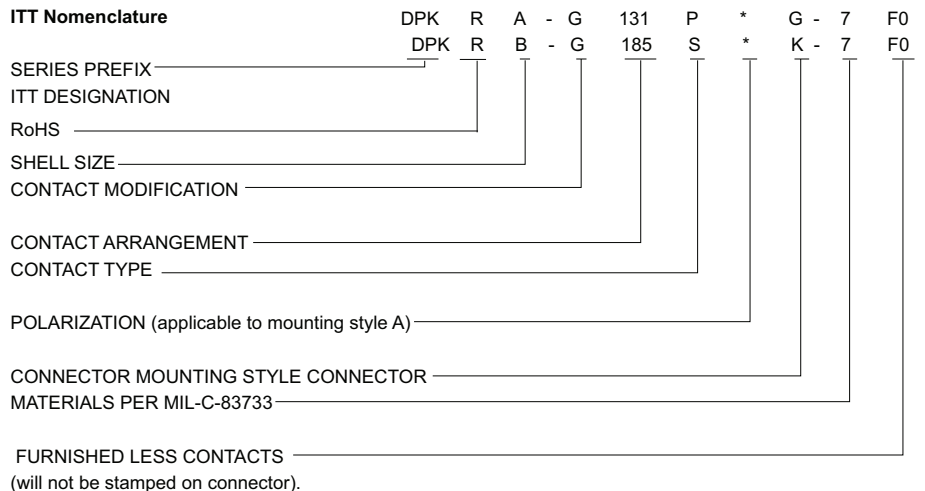 ITT Nomenclature DPK R A - G 131 P * G - 7 F0
DPK R B - G 185 S * K - 7 F0
SERIES PREFIX
ITT DESIGNATION
RoHS
SHELL SIZE
CONTACT MODIFICATION
CONTACT ARRANGEMENT
CONTACT TYPE
POLARIZATION (applicable to mounting style A)
CONNECTOR MOUNTING STYLE CONNECTOR
MATERIALS PER MIL-C-83733
FURNISHED LESS CONTACTS
(will not be stamped on connector).